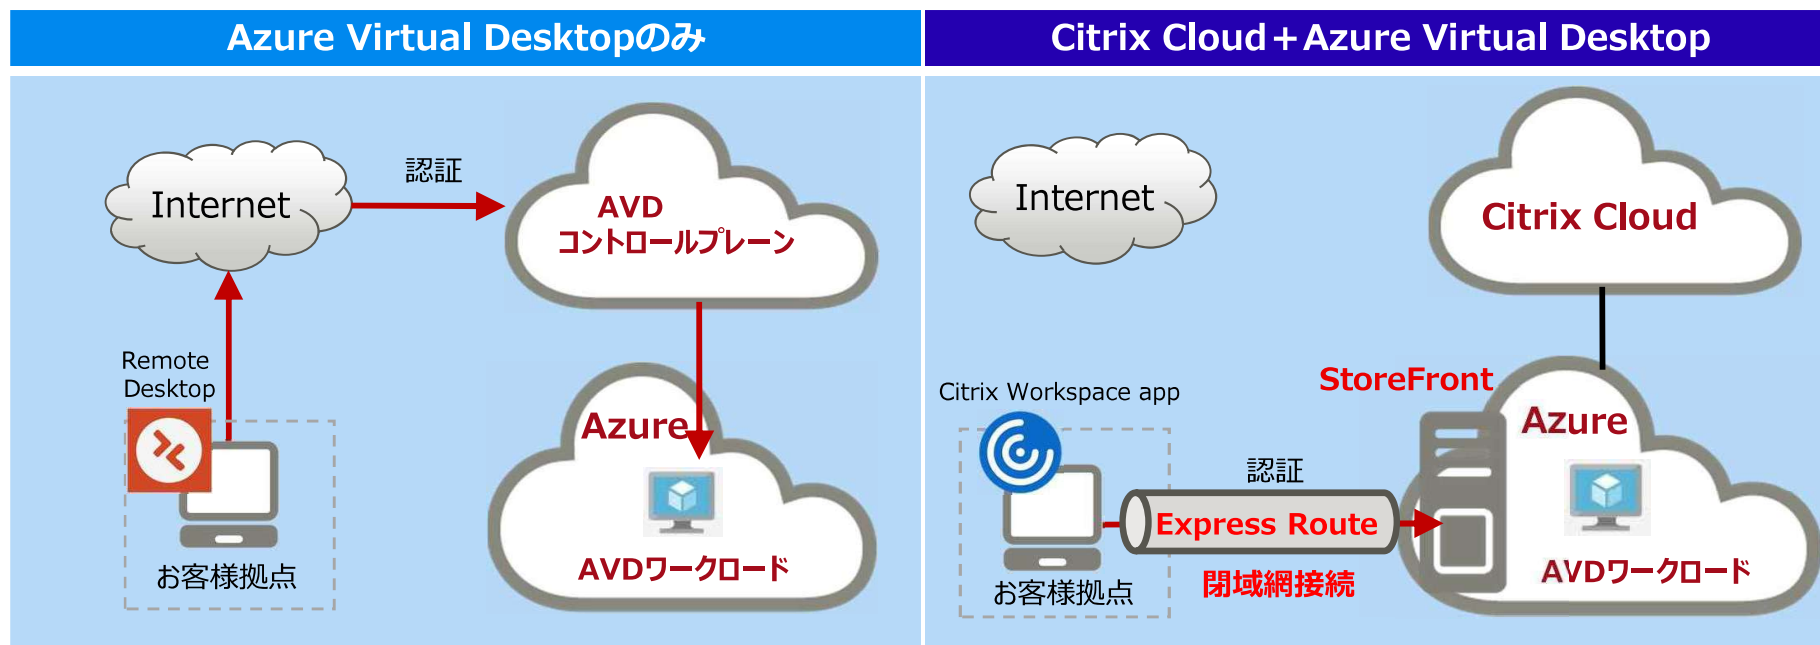 Azure Virtual Desktopのみ
Internet
認証
AVD
コントロールプレーン
Remote
Desktop
Azure
AVDワークロード
お客様拠点
Citrix Cloud+Azure Virtual Desktop
Internet
Citrix Cloud
StoreFront
Citrix Workspace app
Azure
認証
Express Route
AVDワークロード
閉域網接続
お客様拠点